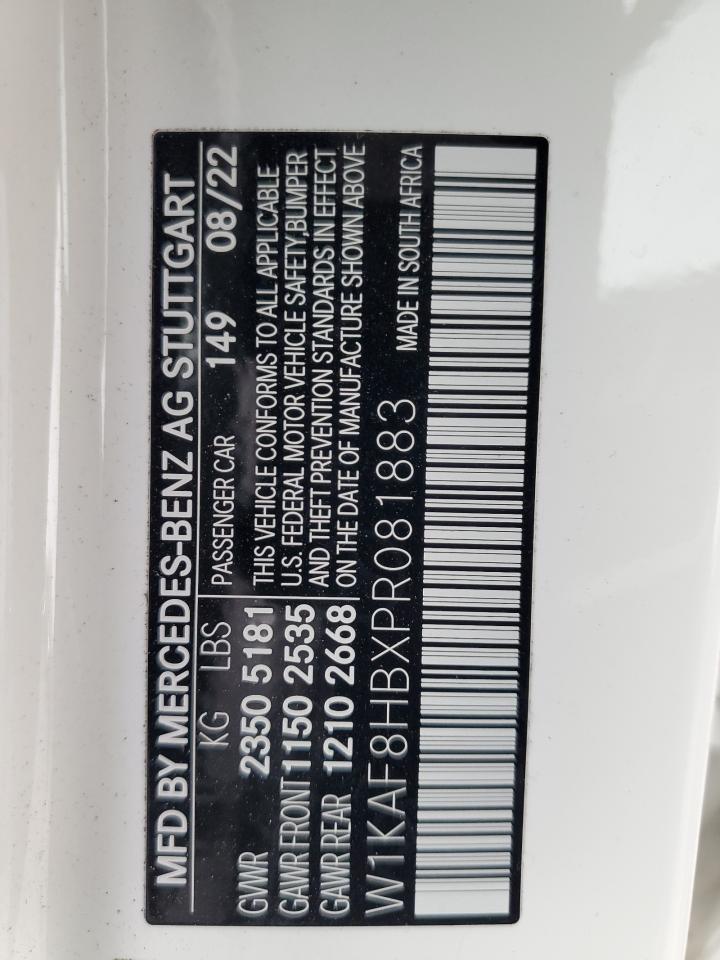 MFD BY MERCEDES-BENZ AG STUTTGART
KG LBS PASSENGER CAR 149 08/22
GVWR 2350 5181 THIS VEHICLE CONFORMS TO ALL APPLICABLE
GAWR FRONT 1150 2535 U.S. FEDERAL MOTOR VEHICLE SAFETY,BUMPER
AND THEFT PREVENTION STANDARDS IN EFFECT
GAWR REAR 1210 2668 ON THE DATE OF MANUFACTURE SHOWN ABOVE
W1KAF8HBXPR081883 MADE IN SOUTH AFRICA